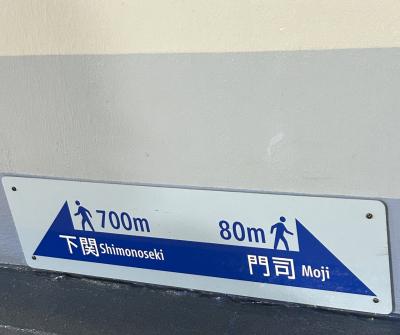 700m 80m
下関 Shimonoseki 門司 Moji